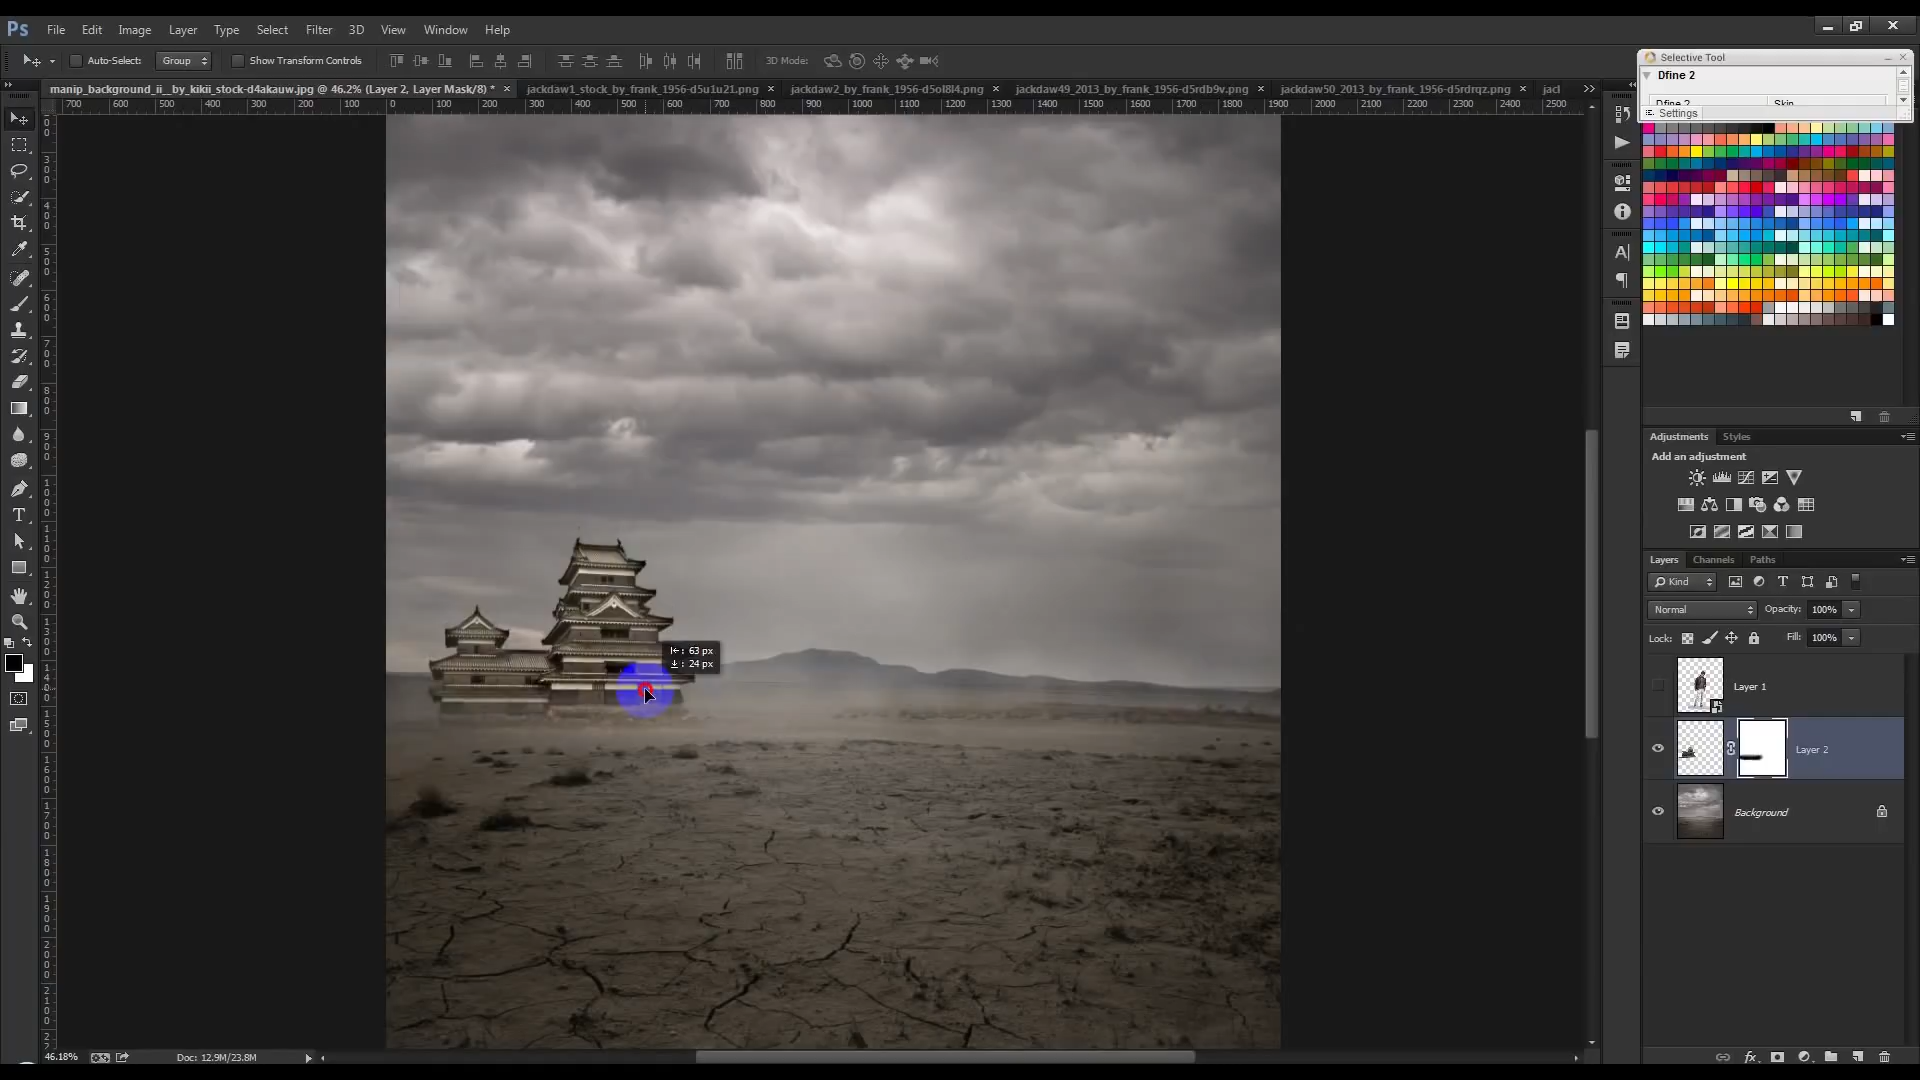 Ps File Edit Image Layer Type Select Filter 3D View Window Help
Auto-Select: Group Show Transform Controls 3D Mode:
manip_background_ii__by_kikii_stock-d4akauw.jpg @ 46.2% (Layer 2, Layer Mask/8) * jackdaw1_stock_by_frank_1956-d5u1u21.png jackdaw2_by_frank_1956-d5ol8l4.png jackdaw49_2013_by_frank_1956-d5rdb9v.png jackdaw50_2013_by_frank_1956-d5rdrqz.png jacl
700 600 500 400 300 200 100 0 100 200 300 400 500 600 700 800 900 1000 1100 1200 1300 1400 1500 1600 1700 1800 1900 2000 2100 2200 2300 2400 2500
Selective Tool
Dfine 2
Dfine 2 Skin
Settings
Adjustments Styles
Add an adjustment
Layers Channels Paths
Kind
Normal Opacity: 100%
Lock: Fill: 100%
63 px
24 px
Layer 1
Layer 2
Background
46.18% Doc: 12.9M/23.8M